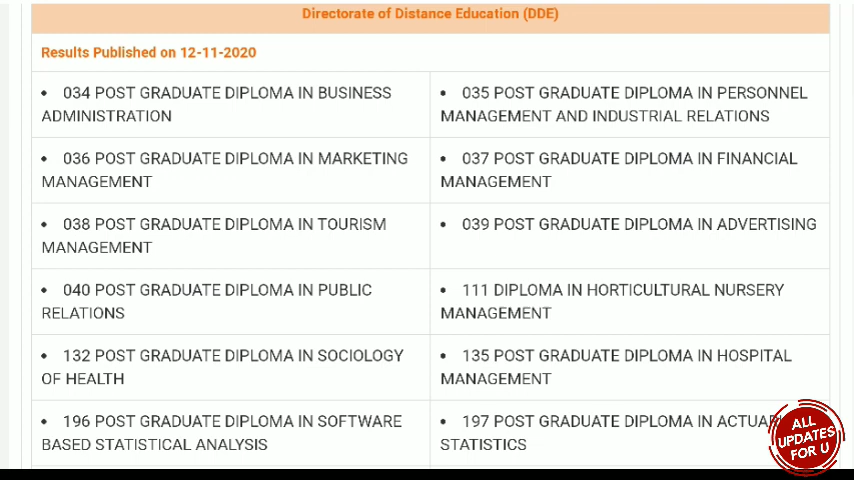 Directorate of Distance Education (DDE)
Results Published on 12-11-2020
• 034 POST GRADUATE DIPLOMA IN BUSINESS
ADMINISTRATION
• 035 POST GRADUATE DIPLOMA IN PERSONNEL
MANAGEMENT AND INDUSTRIAL RELATIONS
• 036 POST GRADUATE DIPLOMA IN MARKETING
MANAGEMENT
• 037 POST GRADUATE DIPLOMA IN FINANCIAL
MANAGEMENT
• 038 POST GRADUATE DIPLOMA IN TOURISM
MANAGEMENT
• 039 POST GRADUATE DIPLOMA IN ADVERTISING
• 040 POST GRADUATE DIPLOMA IN PUBLIC
RELATIONS
• 111 DIPLOMA IN HORTICULTURAL NURSERY
MANAGEMENT
• 132 POST GRADUATE DIPLOMA IN SOCIOLOGY
OF HEALTH
• 135 POST GRADUATE DIPLOMA IN HOSPITAL
MANAGEMENT
• 196 POST GRADUATE DIPLOMA IN SOFTWARE
BASED STATISTICAL ANALYSIS
• 197 POST GRADUATE DIPLOMA IN
STATISTICS
ALL
UPDATES
FOR U